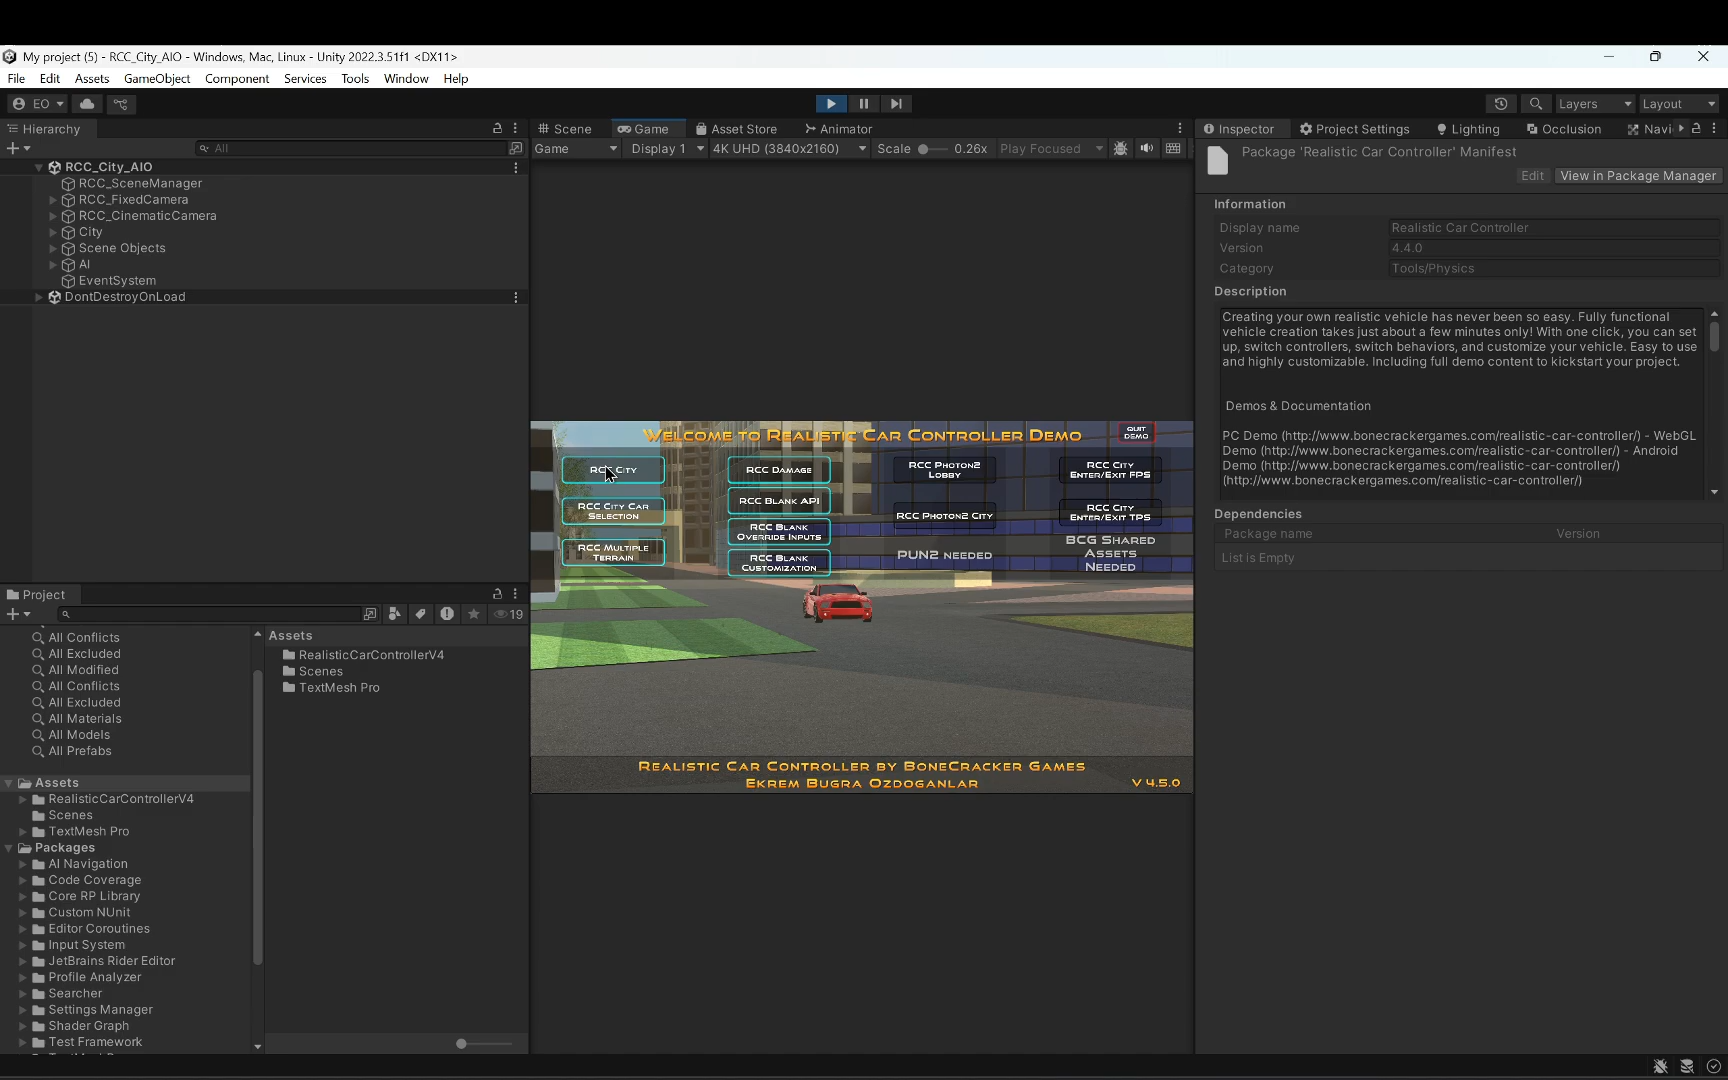 My project (5) - RCC_City_AIO - Windows, Mac, Linux - Unity 2022.3.51f1 <DX11>
File Edit Assets GameObject Component Services Tools Window Help
EO Layers Layout
Hierarchy
All
RCC_City_AIO
RCC_SceneManager
RCC_FixedCamera
RCC_CinematicCamera
City
Scene Objects
AI
EventSystem
DontDestroyOnLoad
Scene Game Asset Store Animator
Game Display 1 4K UHD (3840x2160) Scale 0.26x Play Focused
WELCOME TO REALISTIC CAR CONTROLLER DEMO
QUIT
DEMO
RCC CITY
RCC CITY CAR
SELECTION
RCC MULTIPLE
TERRAIN
RCC DAMAGE
RCC BLANK API
RCC BLANK
OVERRIDE INPUTS
RCC BLANK
CUSTOMIZATION
RCC PHOTON2
LOBBY
RCC PHOTON2 CITY
PUN2 NEEDED
RCC CITY
ENTER/EXIT FPS
RCC CITY
ENTER/EXIT TPS
BCG SHARED
ASSETS
NEEDED
REALISTIC CAR CONTROLLER BY BONECRACKER GAMES
EKREM BUGRA OZDOGANLAR
V 4.5.0
Inspector Project Settings Lighting Occlusion Navi
Package 'Realistic Car Controller' Manifest
Edit View in Package Manager
Information
Display name Realistic Car Controller
Version 4.4.0
Category Tools/Physics
Description
Creating your own realistic vehicle has never been so easy. Fully functional
vehicle creation takes just about a few minutes only! With one click, you can set
up, switch controllers, switch behaviors, and customize your vehicle. Easy to use
and highly customizable. Including full demo content to kickstart your project.
Demos & Documentation
PC Demo (http://www.bonecrackergames.com/realistic-car-controller/) - WebGL
Demo (http://www.bonecrackergames.com/realistic-car-controller/) - Android
Demo (http://www.bonecrackergames.com/realistic-car-controller/)
(http://www.bonecrackergames.com/realistic-car-controller/)
Dependencies
Package name Version
List is Empty
Project
19
All Conflicts
All Excluded
All Modified
All Conflicts
All Excluded
All Materials
All Models
All Prefabs
Assets
RealisticCarControllerV4
Scenes
TextMesh Pro
Packages
AI Navigation
Code Coverage
Core RP Library
Custom NUnit
Editor Coroutines
Input System
JetBrains Rider Editor
Profile Analyzer
Searcher
Settings Manager
Shader Graph
Test Framework
Assets
RealisticCarControllerV4
Scenes
TextMesh Pro